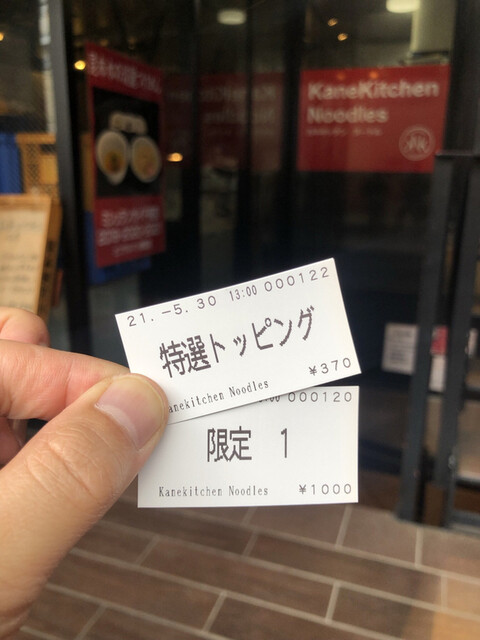 KaneKitchen
Noodles
21.-5.30 13:00 000122
特選トッピング
¥370
anekitchen Noodles
000120
限定 1
Kanekitchen Noodles ¥1000